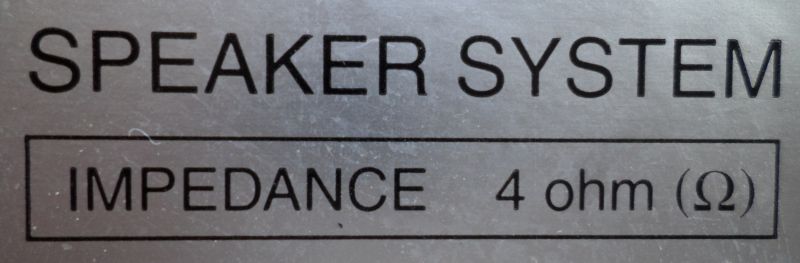 SPEAKER SYSTEM
IMPEDANCE 4 ohm (Ω)